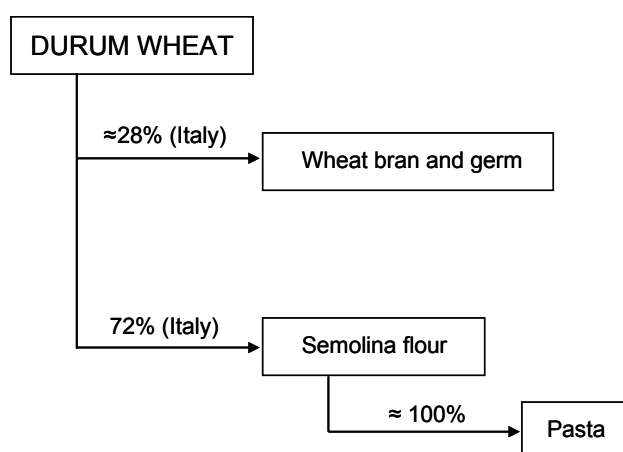 DURUM WHEAT
≈28% (Italy)
Wheat bran and germ
72% (Italy)
Semolina flour
≈ 100%
Pasta